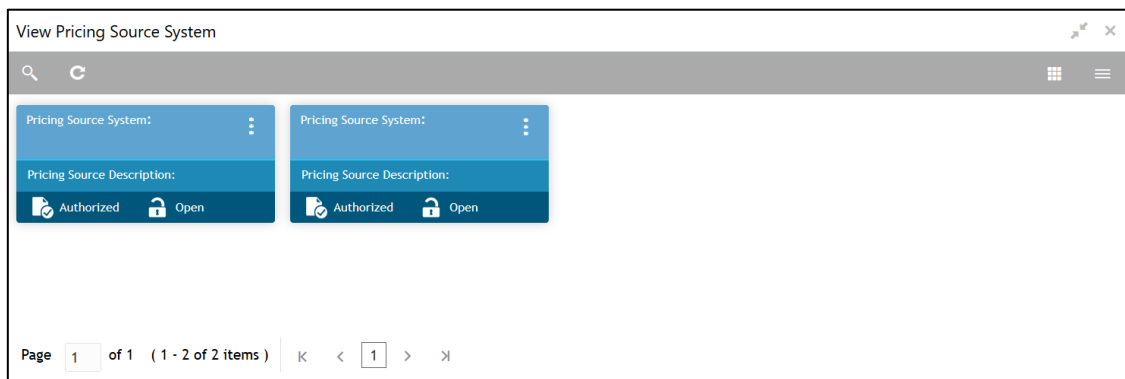 View Pricing Source System
Pricing Source System: Pricing Source System:
Pricing Source Description: Pricing Source Description:
Authorized Open Authorized Open
Page 1 of 1 ( 1 - 2 of 2 items ) 1